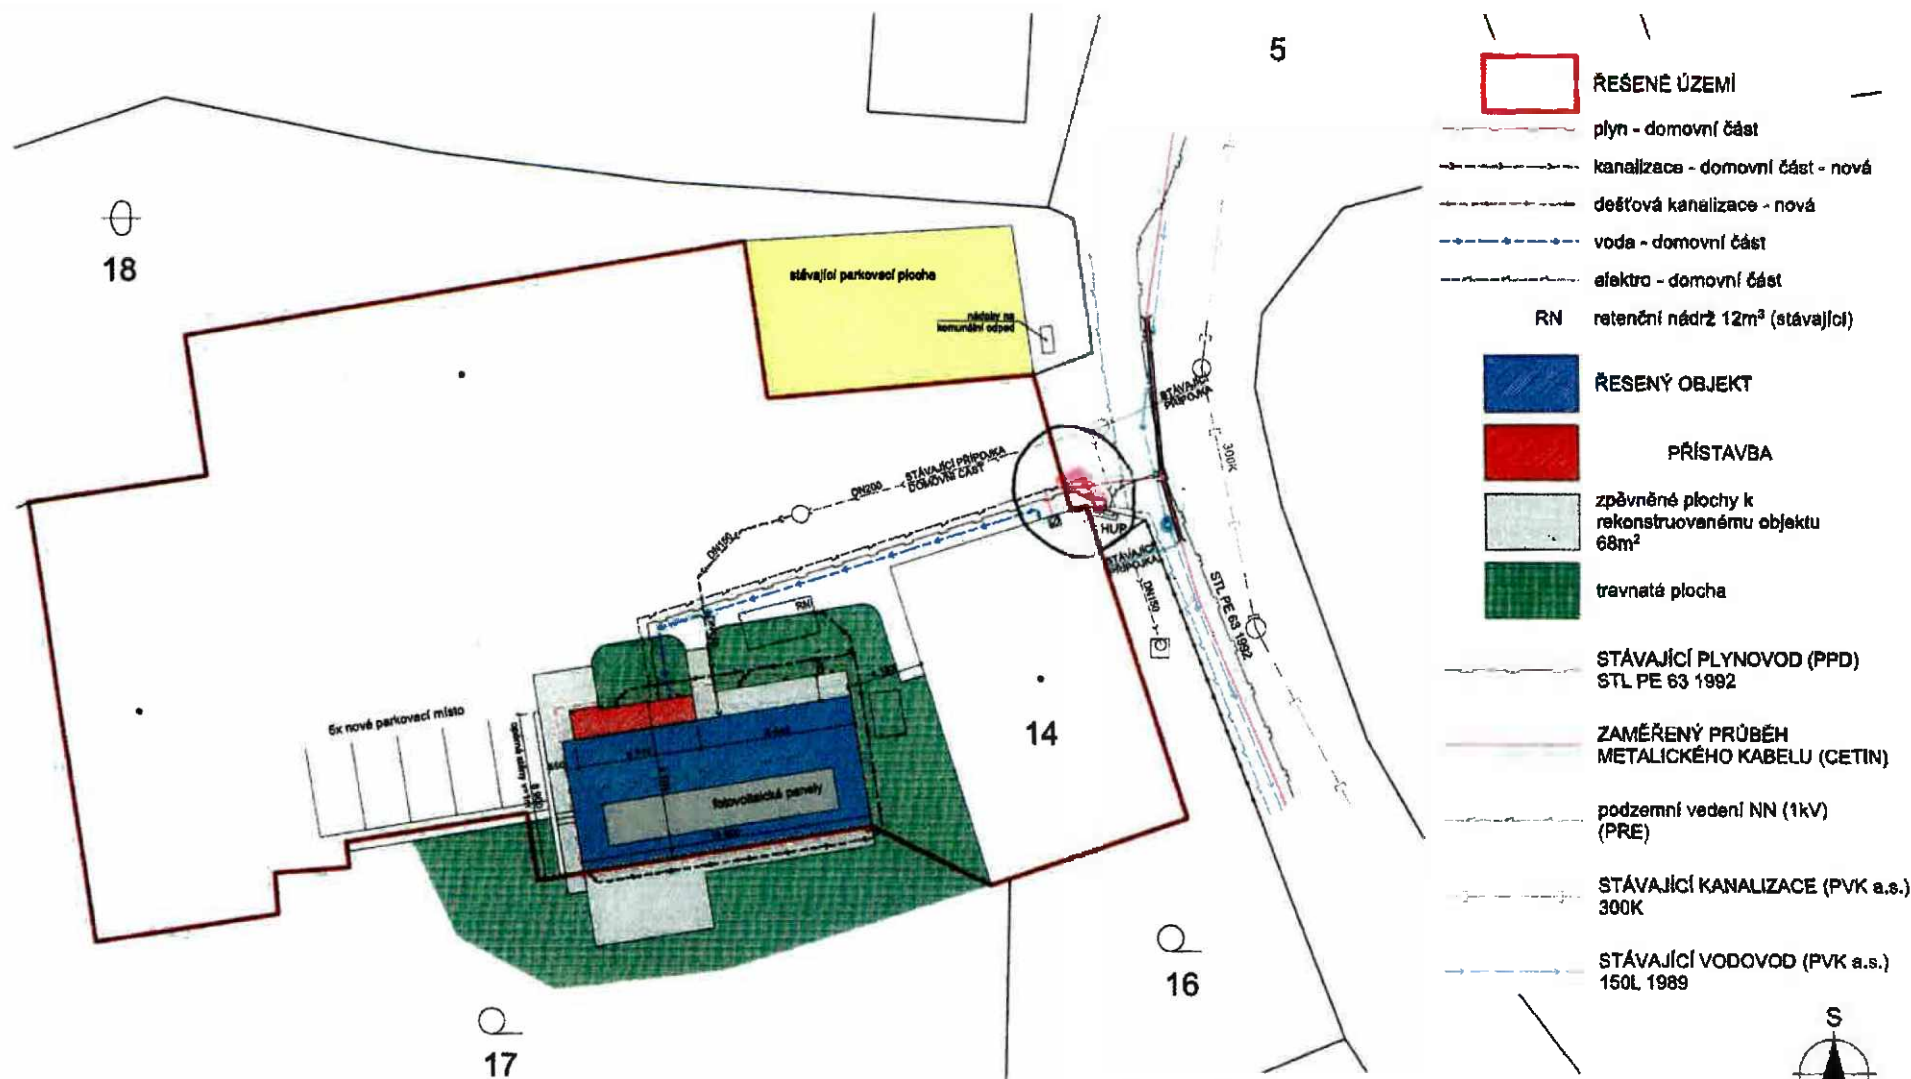 5
18
stávající parkovací plocha
nádoby na
komunální odpad
STÁVAJÍCÍ
PŘÍPOJKA
300K
STÁVAJÍCÍ PŘÍPOJKA
DOMOVNÍ ČÁST
DN200
DN150
HUP
STÁVAJÍCÍ
PŘÍPOJKA
DN150
STL PE 63 1992
RN
5x nové parkovací místo
fotovoltaické panely
14
16
17
ŘEŠENÉ ÚZEMÍ
plyn - domovní část
kanalizace - domovní část - nová
dešťová kanalizace - nová
voda - domovní část
elektro - domovní část
RN retenční nádrž 12m³ (stávající)
ŘEŠENÝ OBJEKT
PŘÍSTAVBA
zpěvněné plochy k
rekonstruovanému objektu
68m²
travnatá plocha
STÁVAJÍCÍ PLYNOVOD (PPD)
STL PE 63 1992
ZAMĚŘENÝ PRŮBĚH
METALICKÉHO KABELU (CETIN)
podzemní vedení NN (1kV)
(PRE)
STÁVAJÍCÍ KANALIZACE (PVK a.s.)
300K
STÁVAJÍCÍ VODOVOD (PVK a.s.)
150L 1989
S